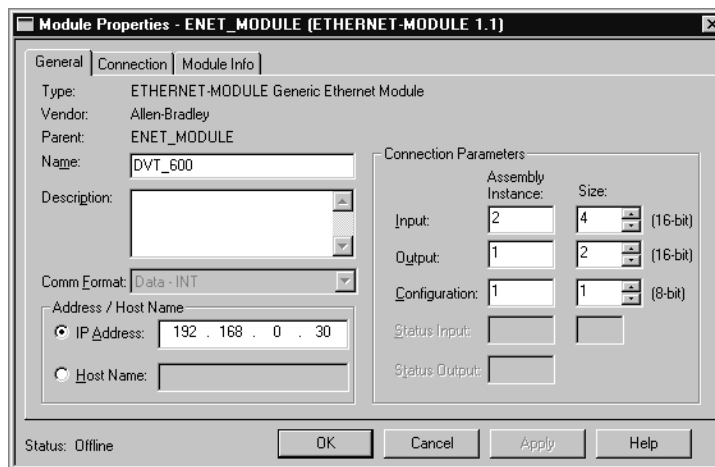 Module Properties - ENET_MODULE (ETHERNET-MODULE 1.1)
General Connection Module Info
Type: ETHERNET-MODULE Generic Ethernet Module
Vendor: Allen-Bradley
Parent: ENET_MODULE
Name: DVT_600
Description:
Comm Format: Data - INT
Address / Host Name
IP Address: 192 . 168 . 0 . 30
Host Name:
Connection Parameters
Assembly Instance: Size:
Input: 2 4 (16-bit)
Output: 1 2 (16-bit)
Configuration: 1 1 (8-bit)
Status Input:
Status Output:
Status: Offline
OK Cancel Apply Help